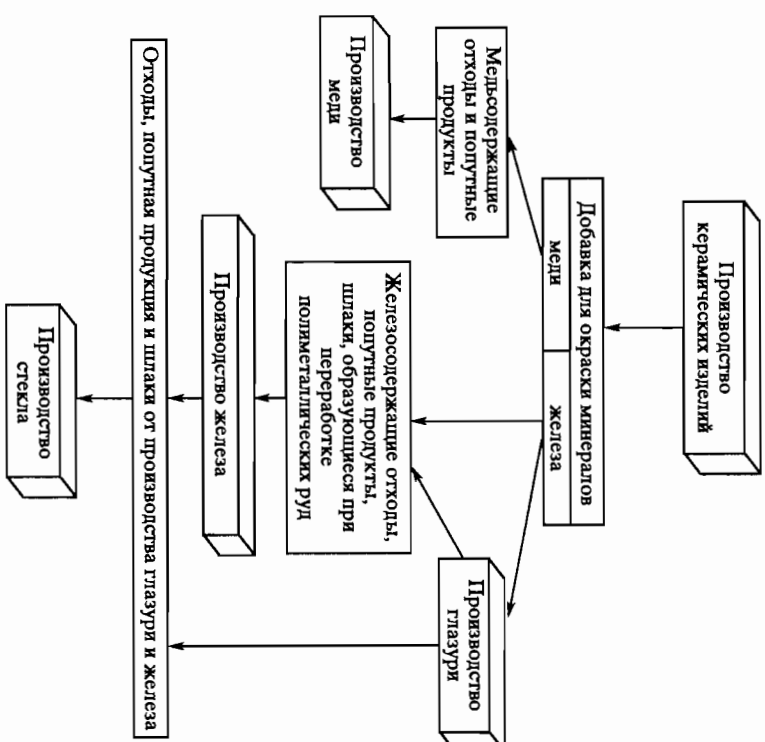 Производство
керамических изделий
Добавка для окраски минералов
меди
железа
Медьсодержащие
отходы и попутные
продукты
Производство
меди
Железосодержащие отходы,
попутные продукты,
шлаки, образующиеся при
переработке
полиметаллических руд
Производство
глазури
Производство железа
Отходы, попутная продукция и шлаки от производства глазури и железа
Производство
стекла